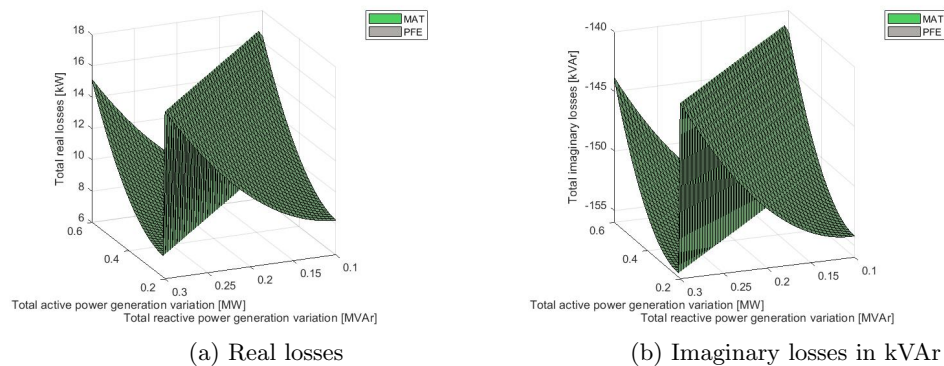 MAT
PFE
18
16
14
12
10
8
6
Total real losses [kW]
0.6
0.4
0.2
0.3
0.25
0.2
0.15
0.1
Total active power generation variation [MW]
Total reactive power generation variation [MVAr]
(a) Real losses
MAT
PFE
-140
-145
-150
-155
Total imaginary losses [kVAr]
0.6
0.4
0.2
0.3
0.25
0.2
0.15
0.1
Total active power generation variation [MW]
Total reactive power generation variation [MVAr]
(b) Imaginary losses in kVAr